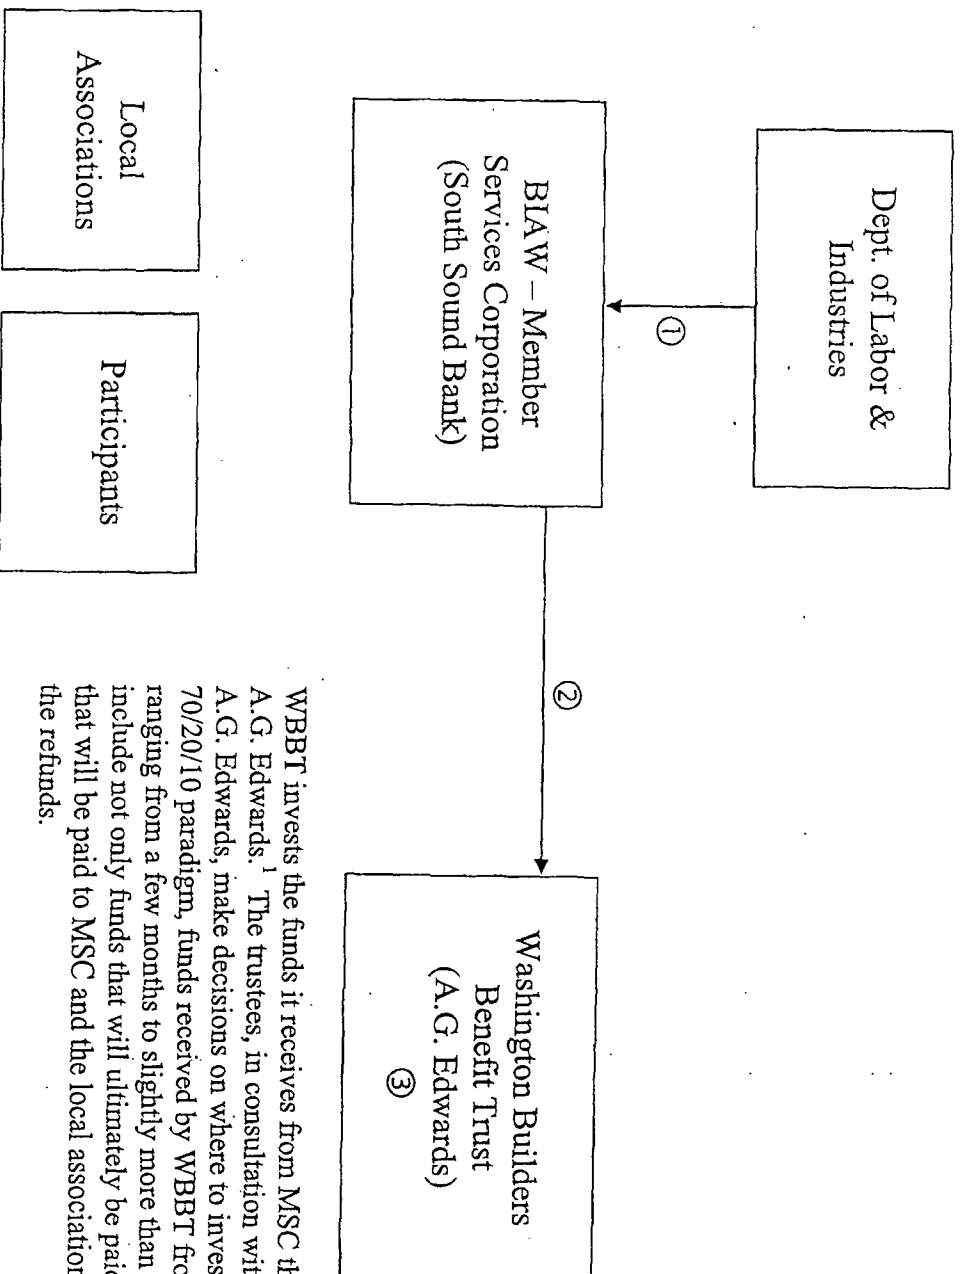 Dept. of Labor &
Industries
①
BIAW – Member
Services Corporation
(South Sound Bank)
②
Washington Builders
Benefit Trust
(A.G. Edwards)
③
Local
Associations
Participants
WBBT invests the funds it receives from MSC
A.G. Edwards.¹ The trustees, in consultation
A.G. Edwards, make decisions on where to
70/20/10 paradigm, funds received by WBBT
ranging from a few months to slightly more than
include not only funds that will ultimately be
that will be paid to MSC and the local
the refunds.